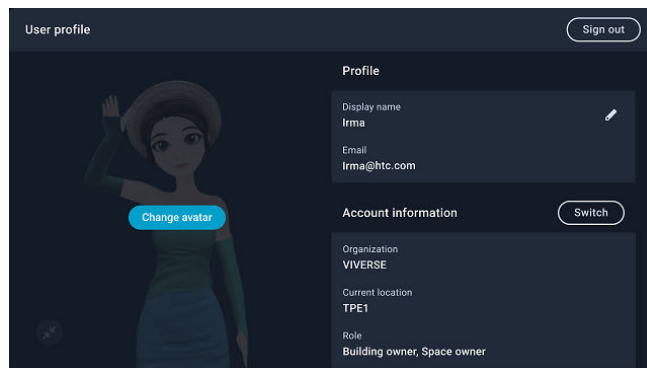 User profile
Sign out
Change avatar
Profile
Display name
Irma
Email
Irma@htc.com
Account information
Switch
Organization
VIVERSE
Current location
TPE1
Role
Building owner, Space owner